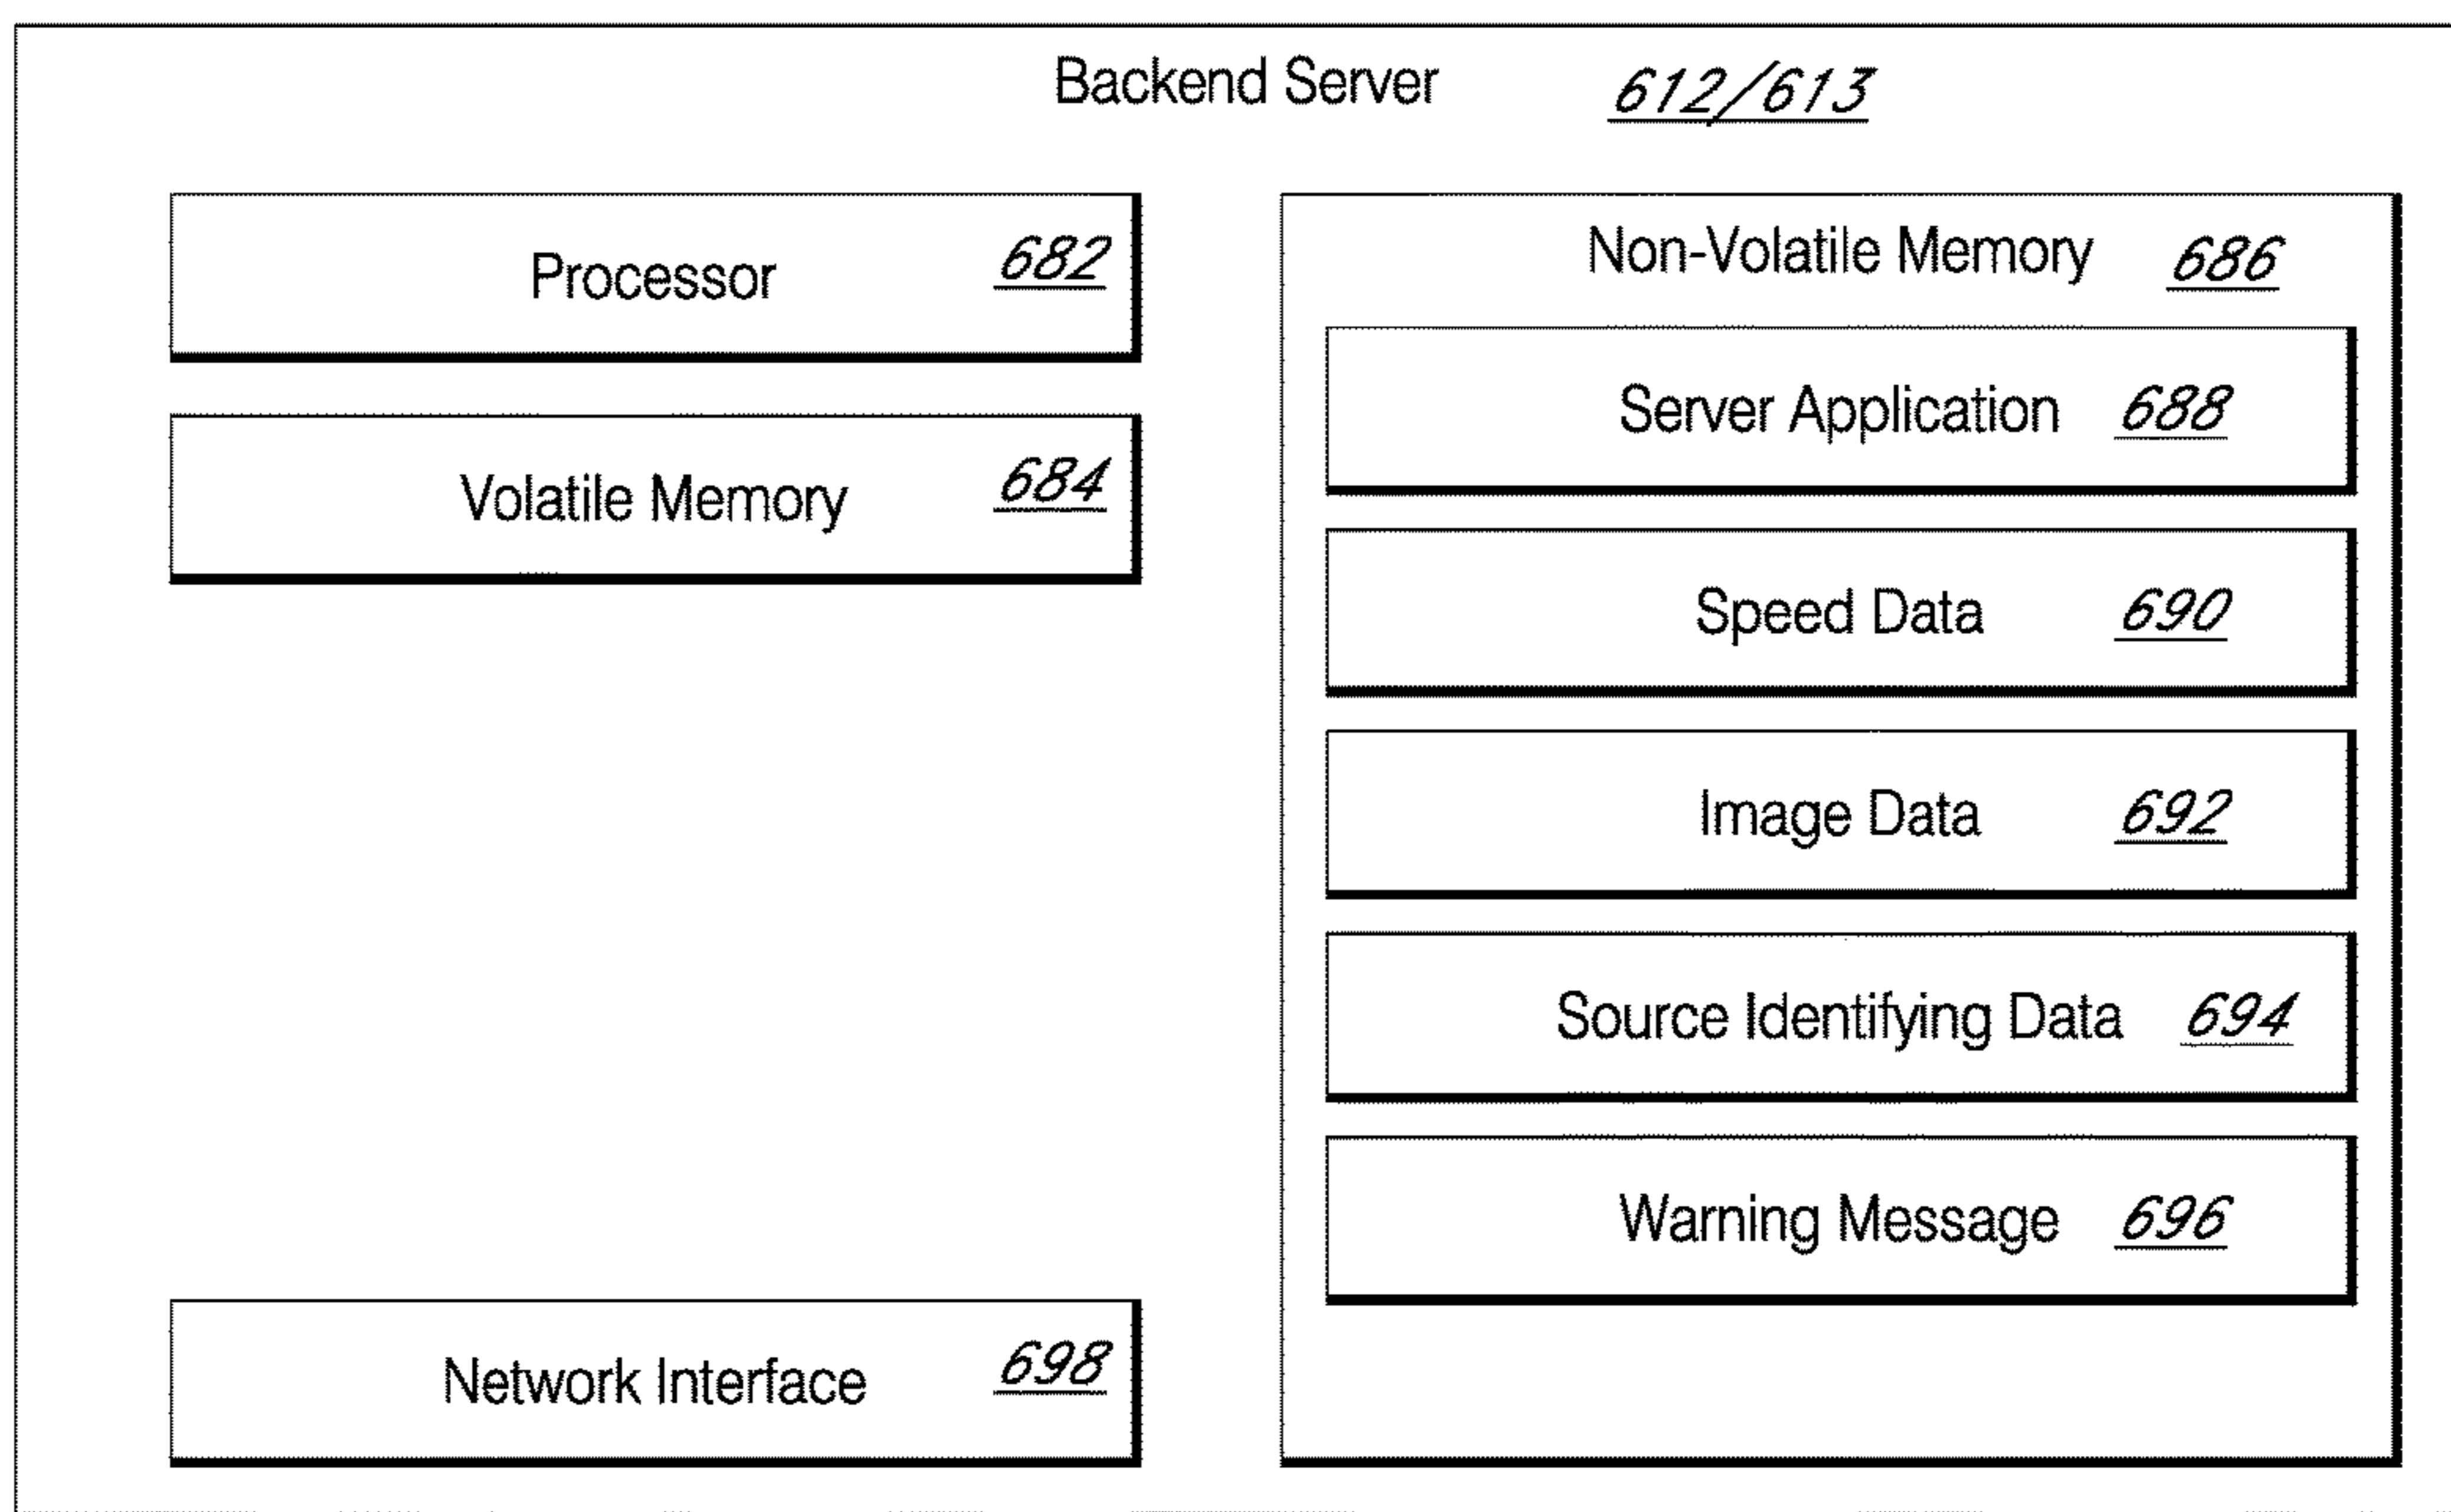 Backend Server 612/613
Processor 682
Volatile Memory 684
Network Interface 698
Non-Volatile Memory 686
Server Application 688
Speed Data 690
Image Data 692
Source Identifying Data 694
Warning Message 696